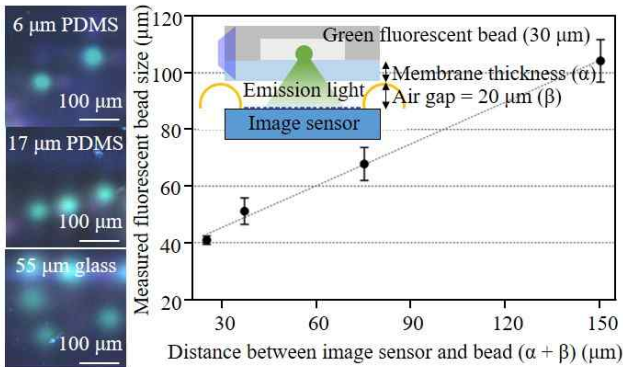 6 μm PDMS
100 μm
17 μm PDMS
100 μm
55 μm glass
100 μm
Measured fluorescent bead size (μm)
120
100
80
60
40
20
Green fluorescent bead (30 μm)
Membrane thickness (α)
Emission light
Air gap = 20 μm (β)
Image sensor
30
60
90
120
150
Distance between image sensor and bead (α + β) (μm)